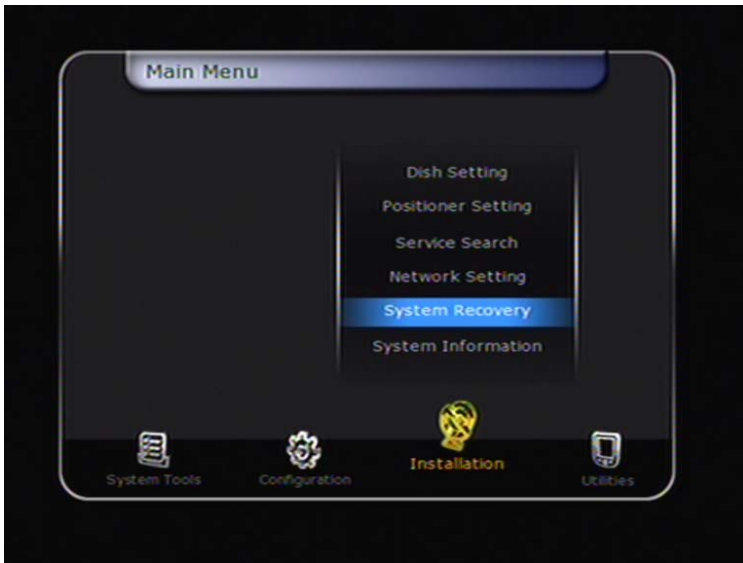 Main Menu
Dish Setting
Positioner Setting
Service Search
Network Setting
System Recovery
System Information
System Tools
Configuration
Installation
Utilities